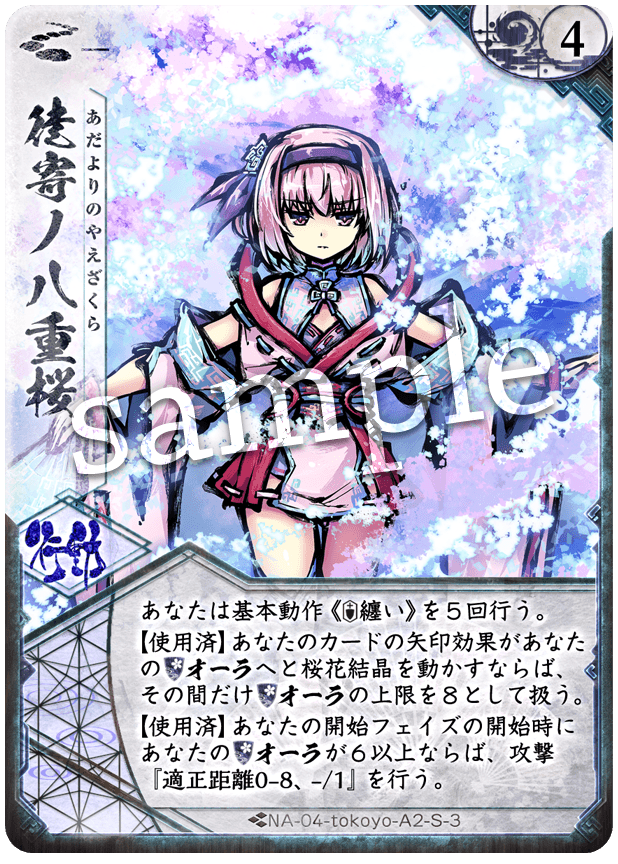 4
徒寄ノ八重桜
あだよりのやえざくら
sample
行動
あなたは基本動作《纏い》を５回行う。
【使用済】あなたのカードの矢印効果があなた
のオーラへと桜花結晶を動かすならば、
その間だけオーラの上限を８として扱う。
【使用済】あなたの開始フェイズの開始時に
あなたのオーラが６以上ならば、攻撃
『適正距離0-8、-/1』を行う。
NA-04-tokoyo-A2-S-3